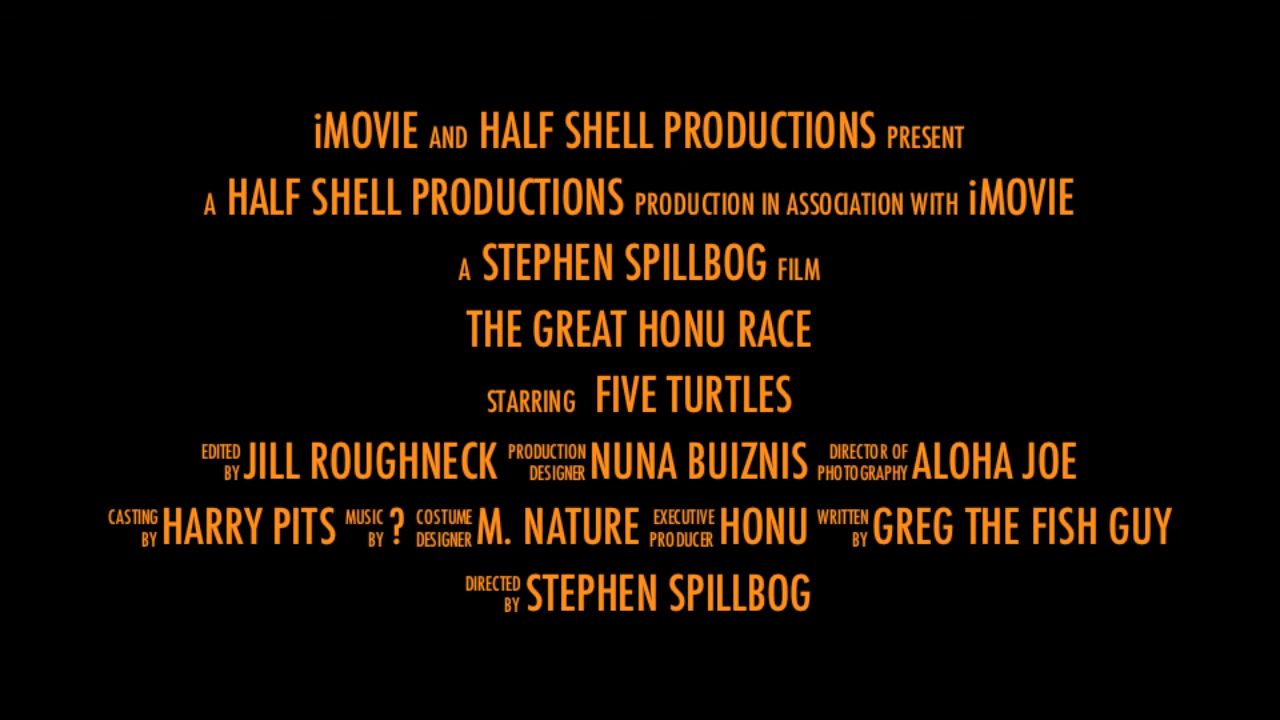 iMOVIE AND HALF SHELL PRODUCTIONS PRESENT
A HALF SHELL PRODUCTIONS PRODUCTION IN ASSOCIATION WITH iMOVIE
A STEPHEN SPILLBOG FILM
THE GREAT HONU RACE
STARRING FIVE TURTLES
EDITED BY JILL ROUGHNECK PRODUCTION DESIGNER NUNA BUIZNIS DIRECTOR OF PHOTOGRAPHY ALOHA JOE
CASTING BY HARRY PITS MUSIC BY ? COSTUME DESIGNER M. NATURE EXECUTIVE PRODUCER HONU WRITTEN BY GREG THE FISH GUY
DIRECTED BY STEPHEN SPILLBOG